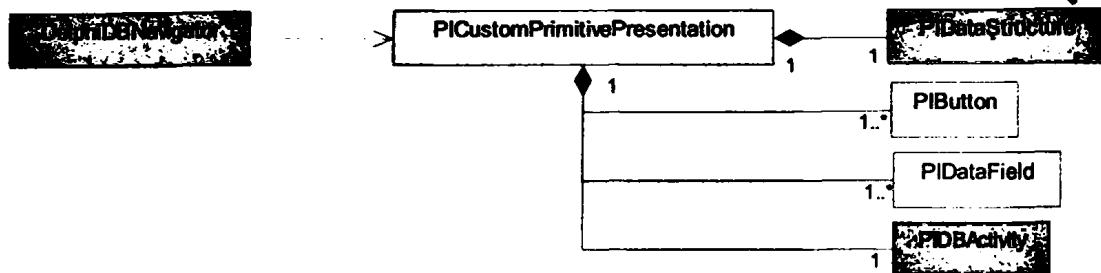 DelphiDBNavigator
PICustomPrimitivePresentation
PIDataStructure
1
1
1
PIButton
1..*
PIDataField
1..*
PIDBActivity
1